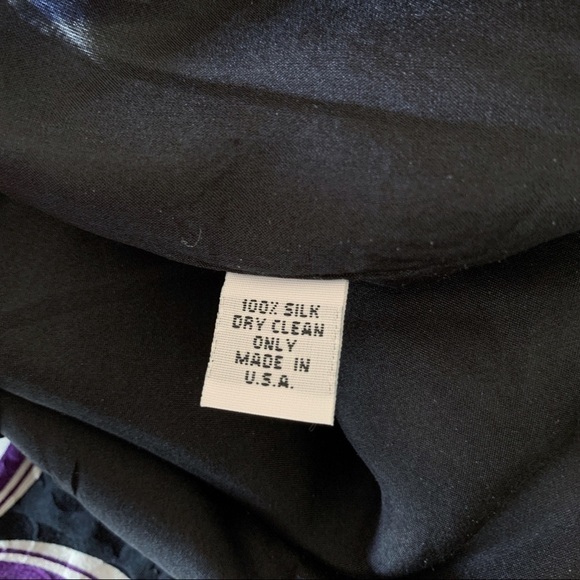 100% SILK
DRY CLEAN
ONLY
MADE IN
U.S.A.